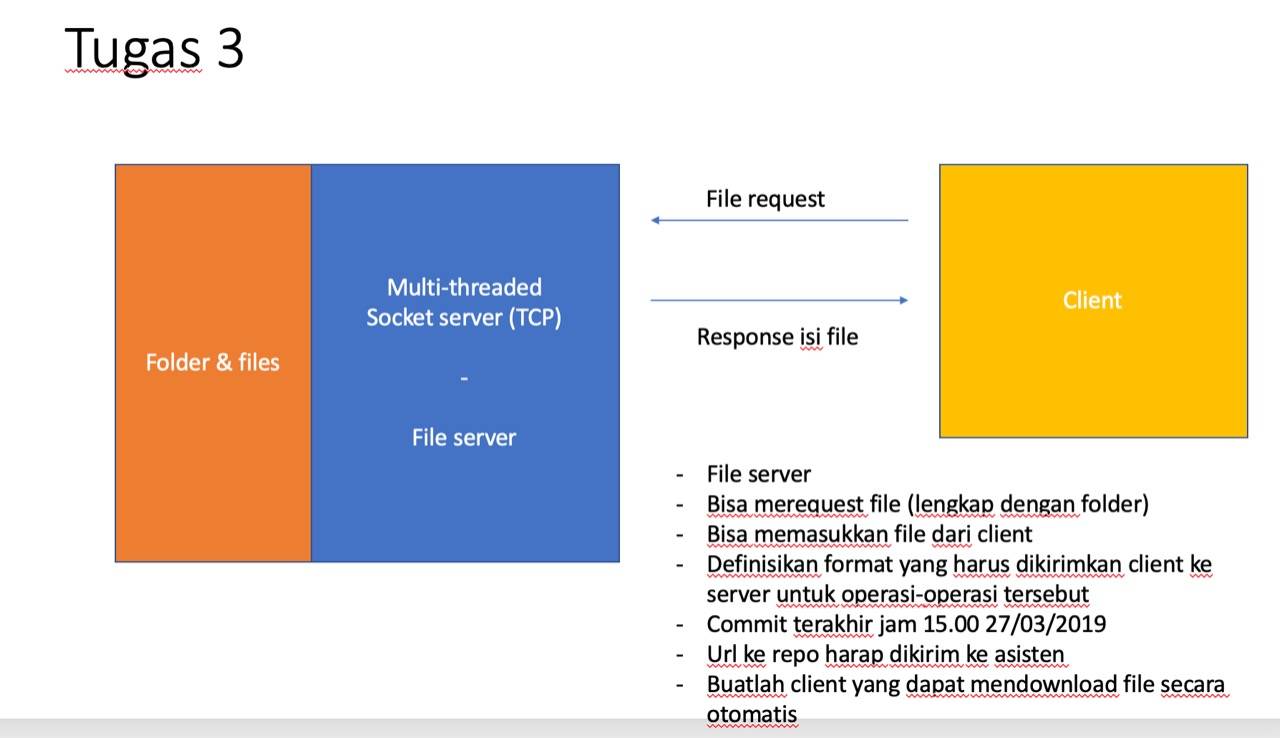 Tugas 3
Folder & files
Multi-threaded
Socket server (TCP)
-
File server
File request
Response isi file
Client
- File server
- Bisa merequest file (lengkap dengan folder)
- Bisa memasukkan file dari client
- Definisikan format yang harus dikirimkan client ke
server untuk operasi-operasi tersebut
- Commit terakhir jam 15.00 27/03/2019
- Url ke repo harap dikirim ke asisten
- Buatlah client yang dapat mendownload file secara
otomatis